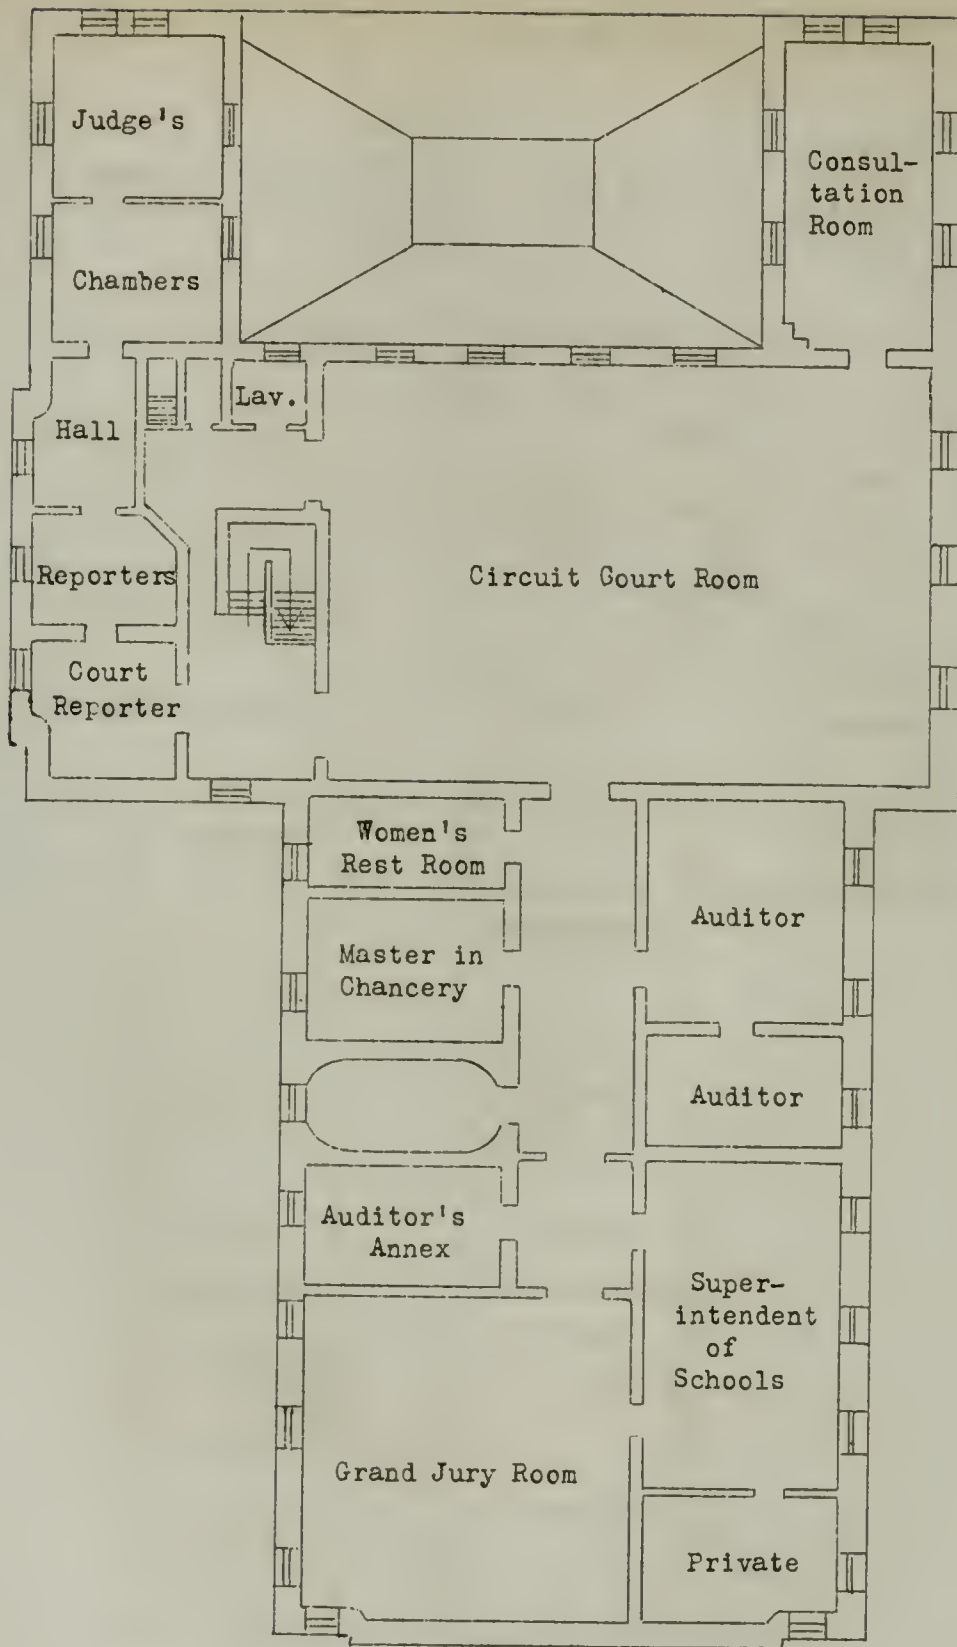 Judge's
Chambers
Consul-
tation
Room
Lav.
Hall
Reporters
Court
Reporter
Circuit Court Room
Women's
Rest Room
Master in
Chancery
Auditor
Auditor
Auditor's
Annex
Super-
intendent
of
Schools
Grand Jury Room
Private